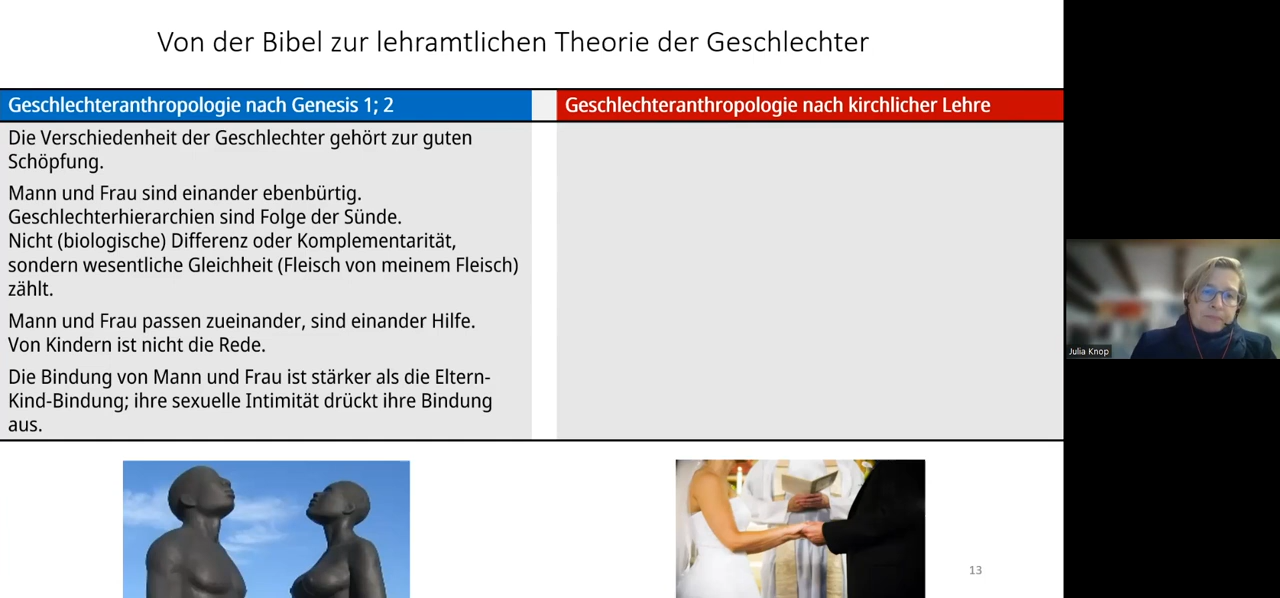 Von der Bibel zur lehramtlichen Theorie der Geschlechter
Geschlechteranthropologie nach Genesis 1; 2
Geschlechteranthropologie nach kirchlicher Lehre
Die Verschiedenheit der Geschlechter gehört zur guten
Schöpfung.
Mann und Frau sind einander ebenbürtig.
Geschlechterhierarchien sind Folge der Sünde.
Nicht (biologische) Differenz oder Komplementarität,
sondern wesentliche Gleichheit (Fleisch von meinem Fleisch)
zählt.
Mann und Frau passen zueinander, sind einander Hilfe.
Von Kindern ist nicht die Rede.
Die Bindung von Mann und Frau ist stärker als die Eltern-
Kind-Bindung; ihre sexuelle Intimität drückt ihre Bindung
aus.
13
Julia Knop